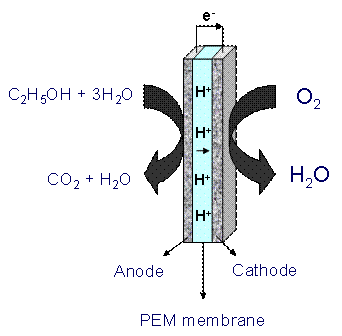 e⁻
C₂H₅OH + 3H₂O
O₂
H⁺
H⁺
H⁺
H⁺
CO₂ + H₂O
H₂O
Anode
Cathode
PEM membrane